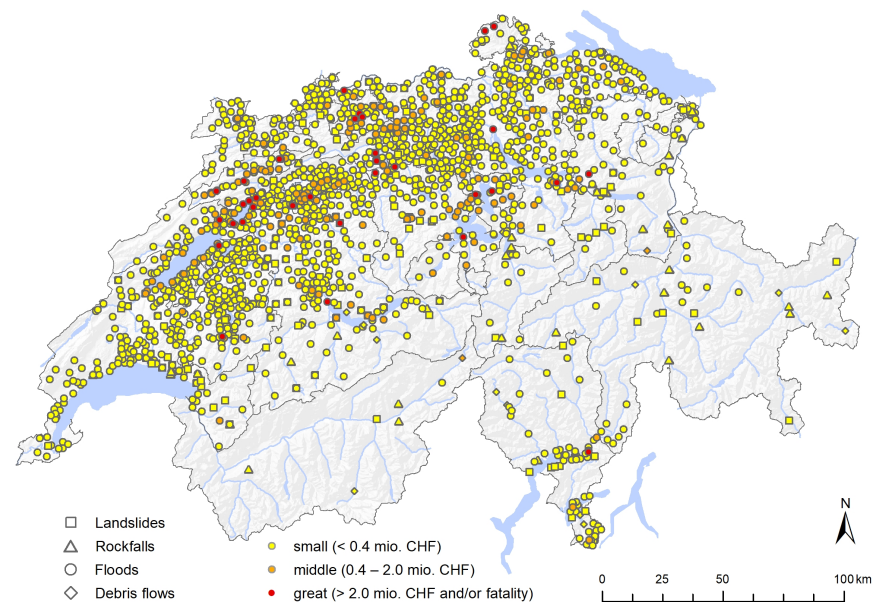 N
Landslides
Rockfalls
Floods
Debris flows
small (< 0.4 mio. CHF)
middle (0.4 – 2.0 mio. CHF)
great (> 2.0 mio. CHF and/or fatality)
0 25 50 100 km